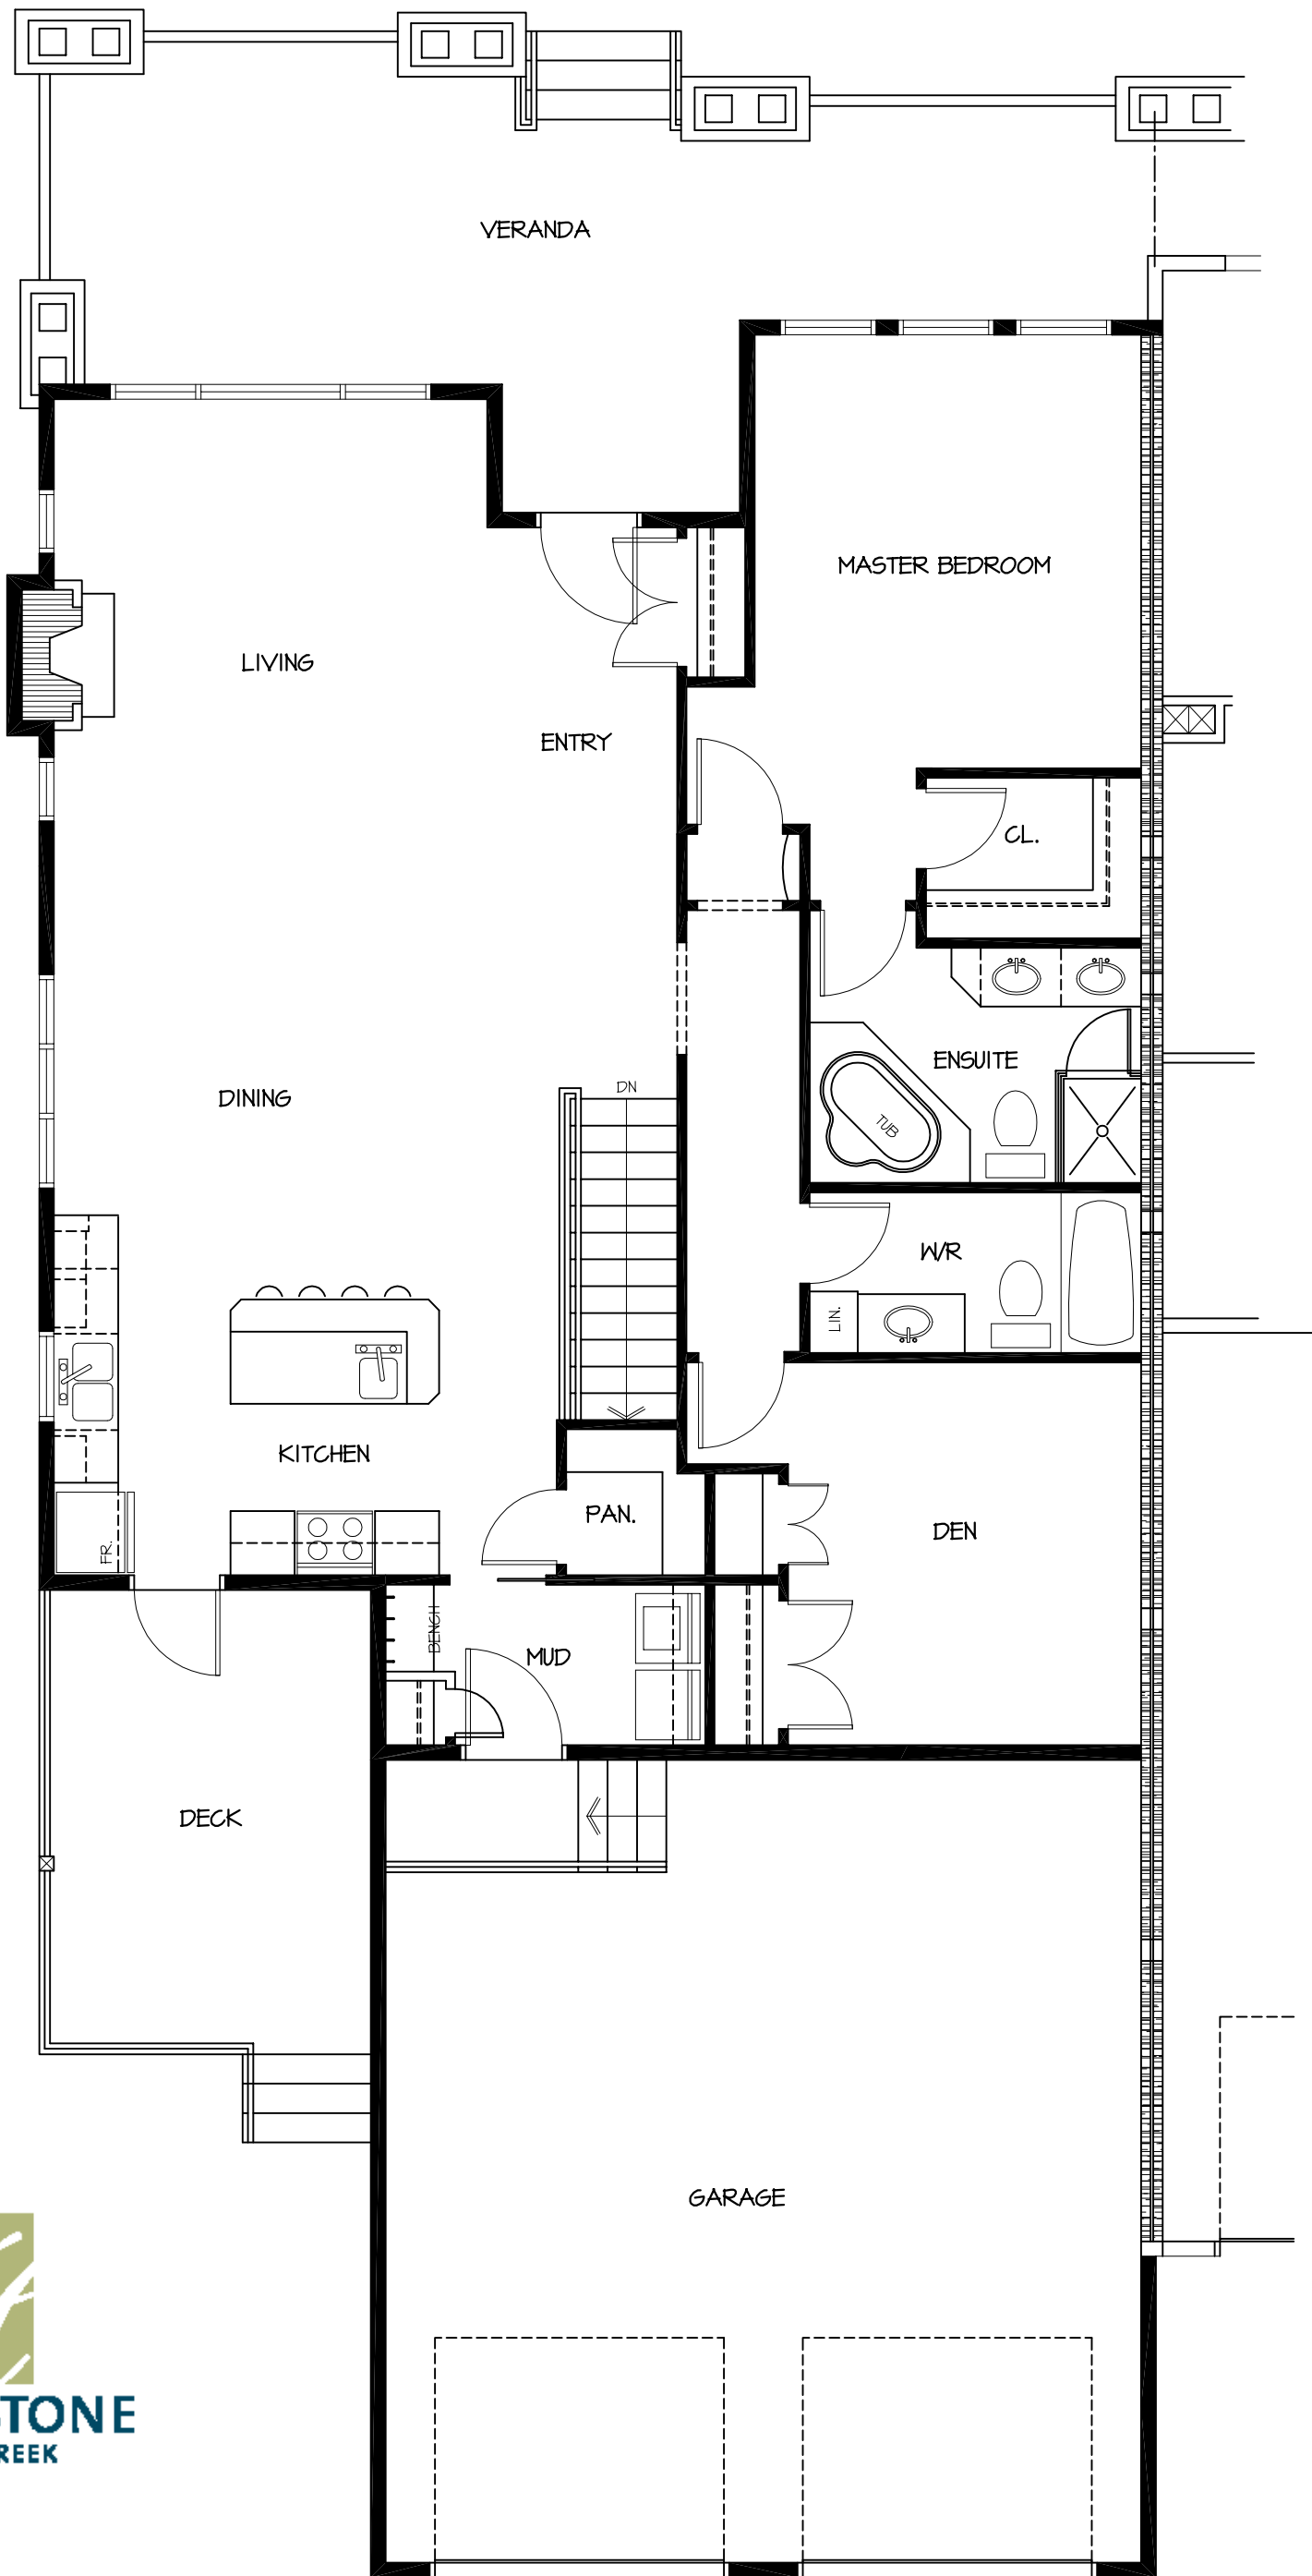 VERANDA
MASTER BEDROOM
LIVING
ENTRY
CL.
ENSUITE
DN
DINING
TUB
W/R
LIN.
KITCHEN
PAN.
DEN
FR.
BENCH
MUD
DECK
GARAGE
STONE
REEK